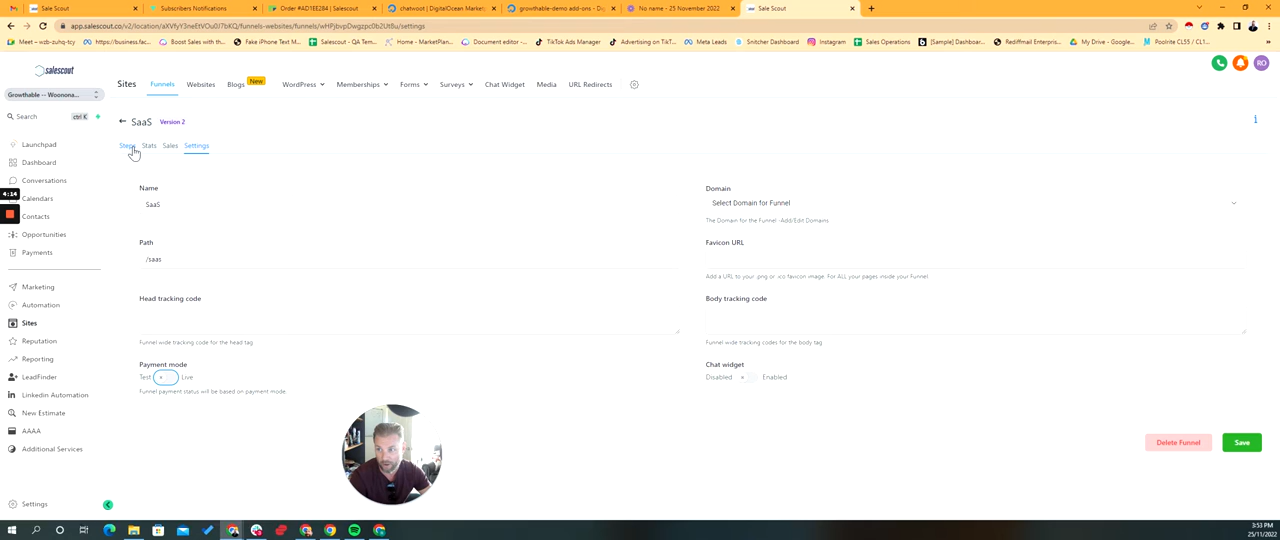 Sale Scout
Subscribers Notifications
Order #AD1EE284 | Salescout
chatwoot | DigitalOcean Market
growthable-demo add-ons - Di
No name - 25 November 2022
Sale Scout
app.salescout.co/v2/location/aXVfyY3neEtVOu0J7bKQ/funnels-websites/funnels/wHPjbvpDwgzpc0b2Ut8u/settings
Meet – wzb-zuhq-tcy
https://business.fac...
Boost Sales with th...
Fake iPhone Text M...
Salescout - QA Tem...
Home - MarketPlan...
Document editor -...
TikTok Ads Manager
Advertising on TikT...
Meta Leads
Snitcher Dashboard
Instagram
Sales Operations
[Sample] Dashboar...
Rediffmail Enterpris...
My Drive - Google...
Poolrite CL55 / CL1...
salescout
Growthable -- Woonona...
Search
ctrl K
Sites
Funnels
Websites
Blogs
New
WordPress
Memberships
Forms
Surveys
Chat Widget
Media
URL Redirects
RO
SaaS
Version 2
Steps
Stats
Sales
Settings
Launchpad
Dashboard
Conversations
4:14
Calendars
Contacts
Opportunities
Payments
Marketing
Automation
Sites
Reputation
Reporting
LeadFinder
Linkedin Automation
New Estimate
AAAA
Additional Services
Settings
Name
SaaS
Domain
Select Domain for Funnel
The Domain for the Funnel -Add/Edit Domains
Path
/saas
Favicon URL
Add a URL to your .png or .ico favicon image. For ALL your pages inside your Funnel
Head tracking code
Funnel wide tracking code for the head tag
Body tracking code
Funnel wide tracking codes for the body tag
Payment mode
Test
Live
Funnel payment status will be based on payment mode.
Chat widget
Disabled
Enabled
Delete Funnel
Save
3:53 PM
25/11/2022